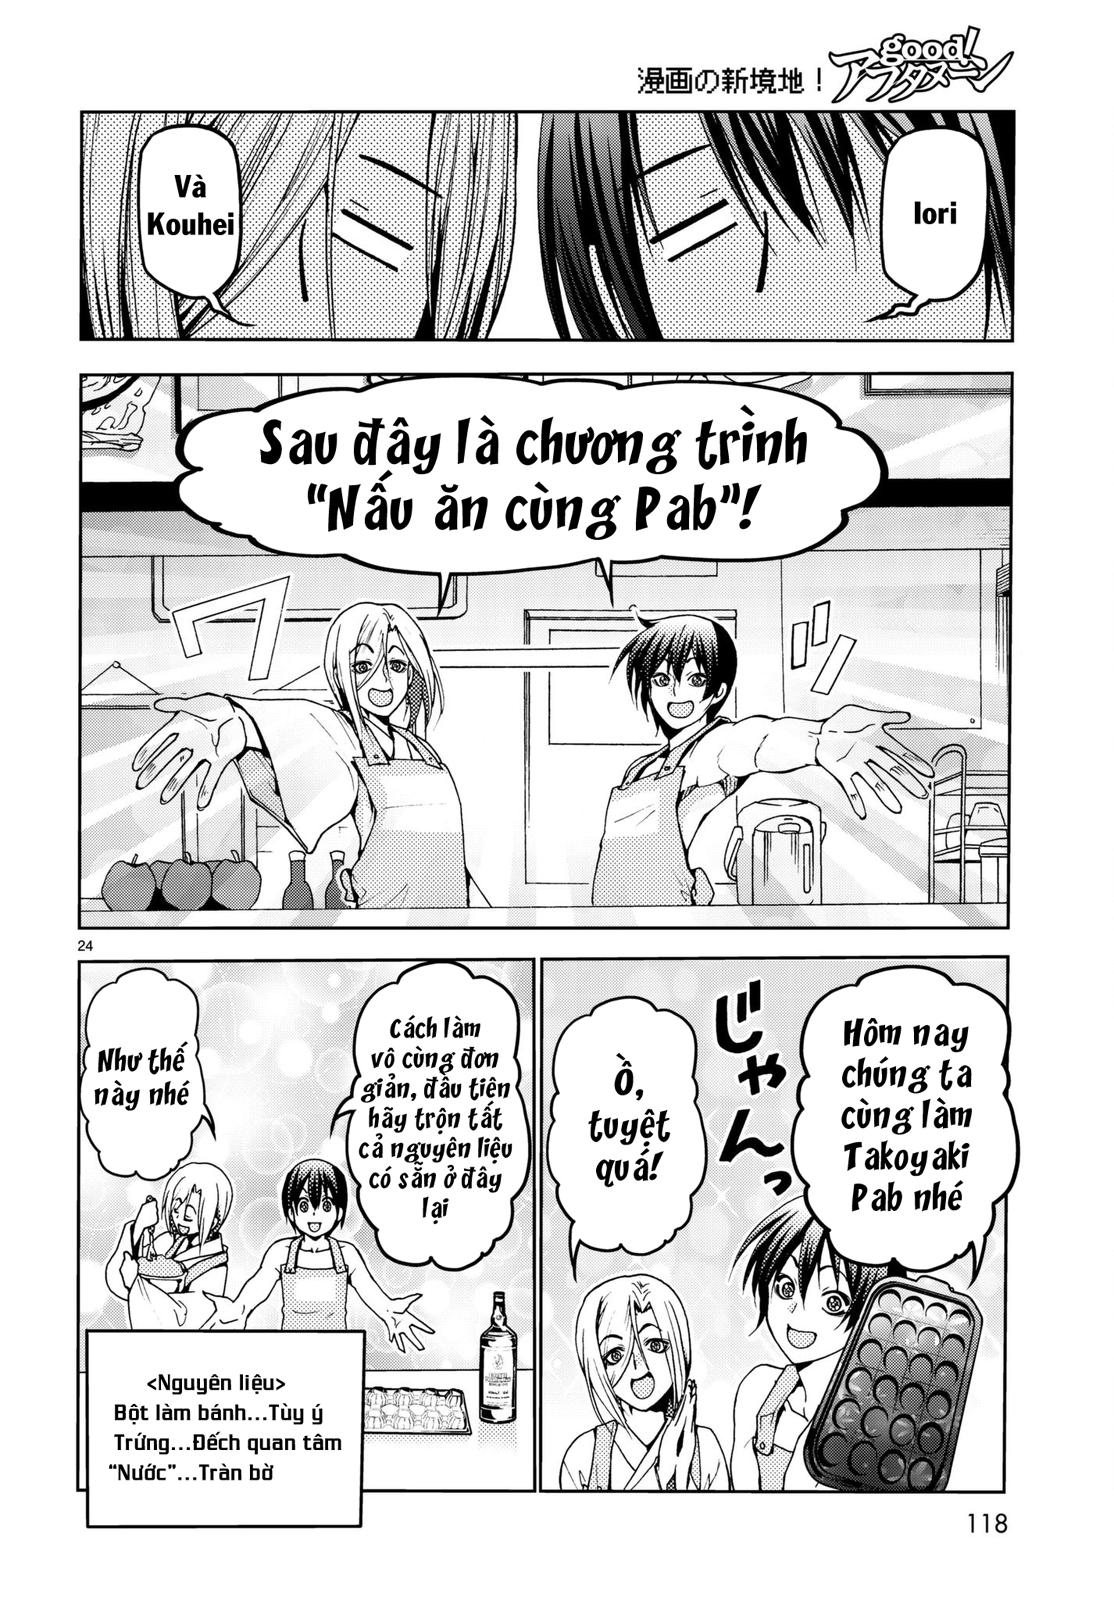 漫画の新境地！
good!
アフタヌーン
Iori
Và
Kouhei
Sau đây là chương trình
"Nấu ăn cùng Pab"!
24
Hôm nay
chúng ta
cùng làm
Takoyaki
Pab nhé
じゃんっ
Ồ,
tuyệt
quá!
Cách làm
vô cùng đơn
giản, đầu tiên
hãy trộn tất
cả nguyên liệu
có sẵn ở đây
lại
Như thế
này nhé
<Nguyên liệu>
Bột làm bánh...Tùy ý
Trứng...Đếch quan tâm
"Nước"...Tràn bờ
118